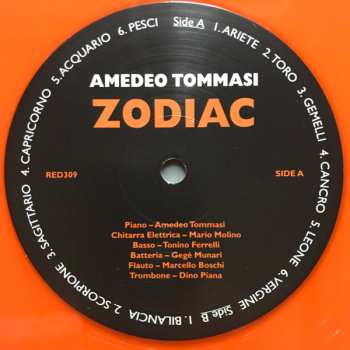 Side A 1. ARIETE 2. TORO 3. GEMELLI 4. CANCRO 5. LEONE 6. VERGINE
Side B 1. BILANCIA 2. SCORPIONE 3. SAGITTARIO 4. CAPRICORNO 5. ACQUARIO 6. PESCI
AMEDEO TOMMASI
ZODIAC
RED309
SIDE A
Piano – Amedeo Tommasi
Chitarra Elettrica – Mario Molino
Basso – Tonino Ferrelli
Batteria – Gegè Munari
Flauto – Marcello Boschi
Trombone – Dino Piana